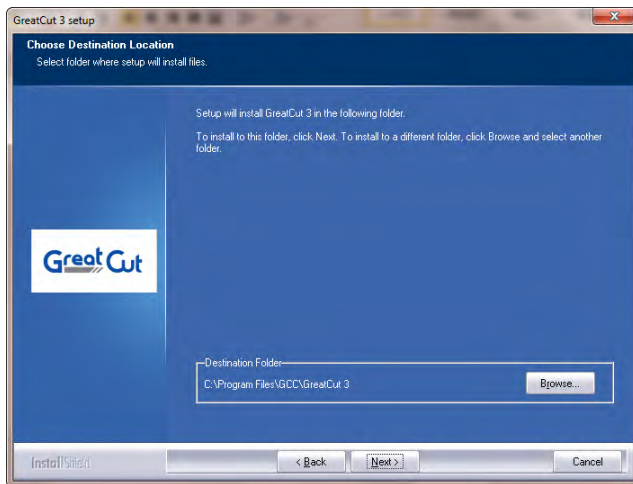 GreatCut 3 setup
Choose Destination Location
Select folder where setup will install files.
Setup will install GreatCut 3 in the following folder.
To install to this folder, click Next. To install to a different folder, click Browse and select another
folder.
Great Cut
Destination Folder
C:\Program Files\GCC\GreatCut 3
Browse...
InstallShield
< Back
Next >
Cancel